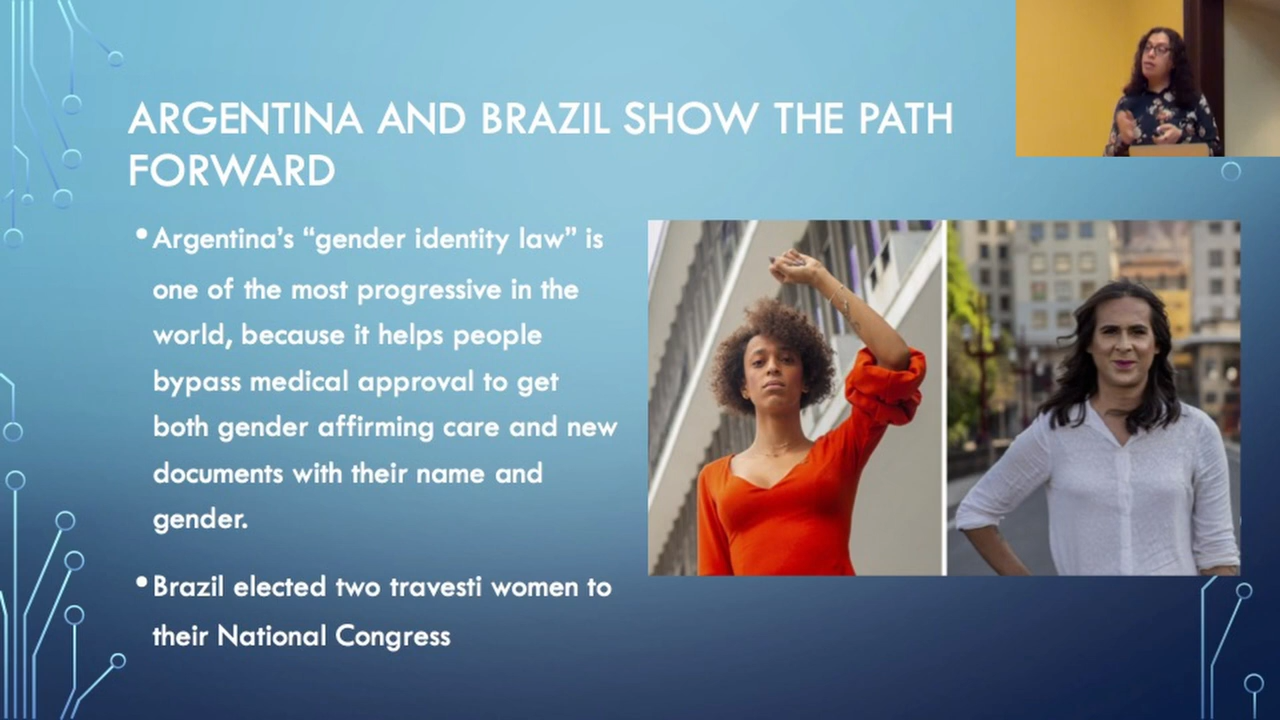 ARGENTINA AND BRAZIL SHOW THE PATH
FORWARD
•Argentina's “gender identity law” is
one of the most progressive in the
world, because it helps people
bypass medical approval to get
both gender affirming care and new
documents with their name and
gender.
•Brazil elected two travesti women to
their National Congress